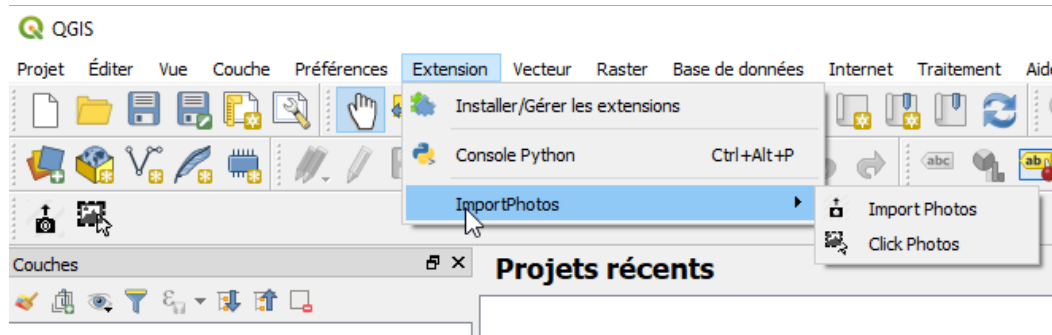 QGIS
Projet Éditer Vue Couche Préférences Extension Vecteur Raster Base de données Internet Traitement
Installer/Gérer les extensions
Console Python Ctrl+Alt+P
abc
ImportPhotos
Import Photos
Click Photos
Couches
Projets récents